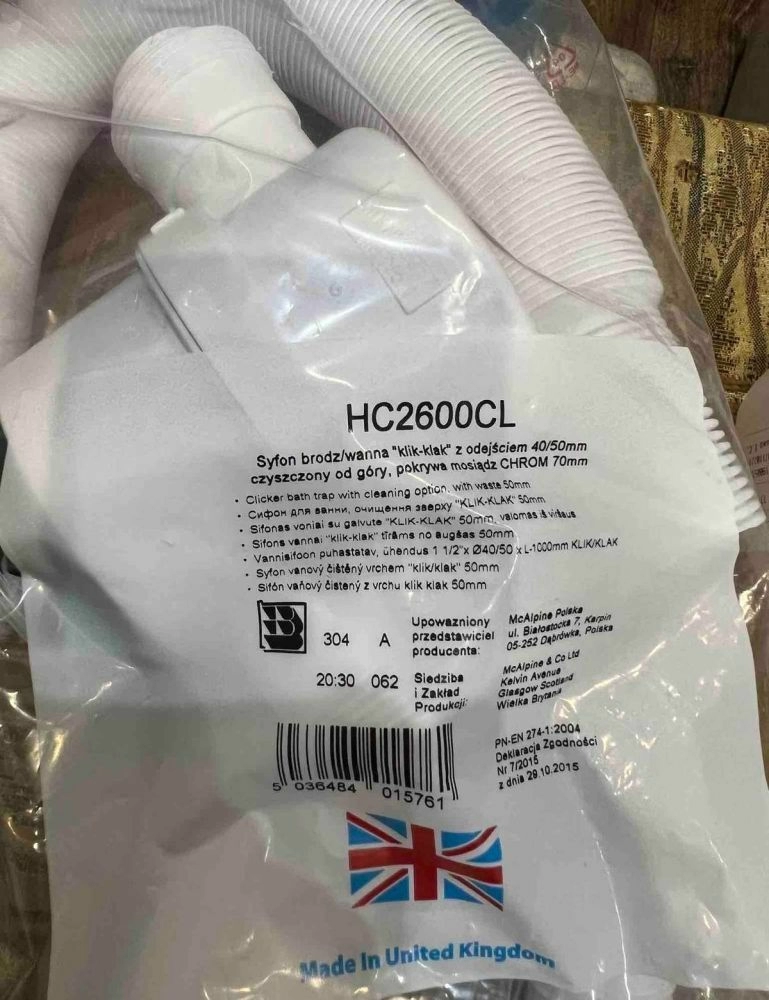 HC2600CL
Syfon brodz/wanna "klik-klak" z odejściem 40/50mm
czyszczony od góry, pokrywa mosiądz CHROM 70mm
• Clicker bath trap with cleaning option, with waste 50mm
• Сифон для ванни, очищення зверху "KLIK-KLAK" 50mm
• Sifonas voniai su galvute "KLIK-KLAK" 50mm, valomas iš viršaus
• Sifons vannai "klik-klak" tīrāms no augšas 50mm
• Vannisifoon puhastatav, ühendus 1 1/2"x Ø40/50 x L-1000mm KLIK/KLAK
• Syfon vanový čištěný vrchem "klik/klak" 50mm
• Sifón vaňový čistený z vrchu klik klak 50mm
304 A
20:30 062
Upoważniony
przedstawiciel
producenta:
McAlpine Polska
ul. Białostocka 7, Karpin
05-252 Dąbrówka, Polska
Siedziba
i Zakład
Produkcji:
McAlpine & Co Ltd
Kelvin Avenue
Glasgow Scotland
Wielka Brytania
PN-EN 274-1:2004
Deklaracja Zgodności
Nr 7/2015
z dnia 29.10.2015
5 036484 015761
Made In United Kingdom